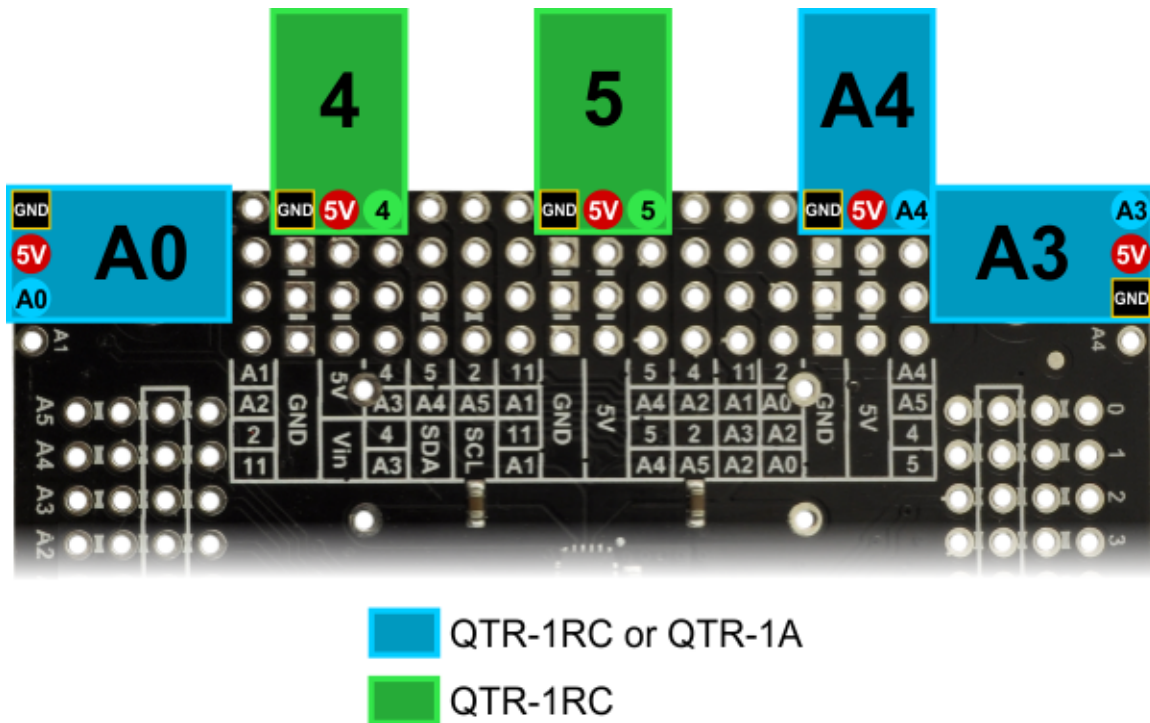 4 5 A4
GND 5V 4 GND 5V 5 GND 5V A4
GND A3
5V A0 A3 5V
A0 GND
A1 A4
A1 GND 5V 4 5 2 11 GND 5V 5 4 11 2 GND 5V A4
A2 A3 A4 A5 A1 A4 A2 A1 A0 A5
2 Vin 4 SDA SCL 11 5 2 A3 A2 4
11 A3 A1 A4 A5 A2 A0 5
A5 0
A4 1
A3 2
A2 3
QTR-1RC or QTR-1A
QTR-1RC